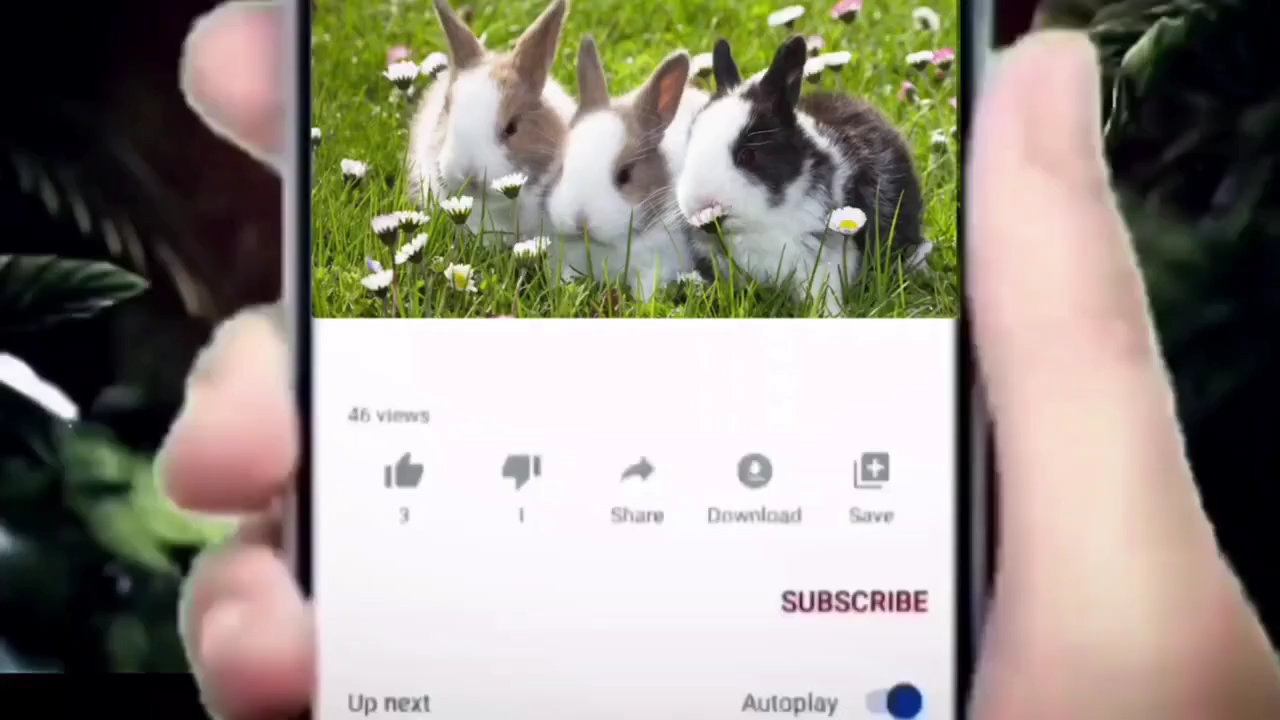 46 views
3
1
Share
Download
Save
SUBSCRIBE
Up next
Autoplay